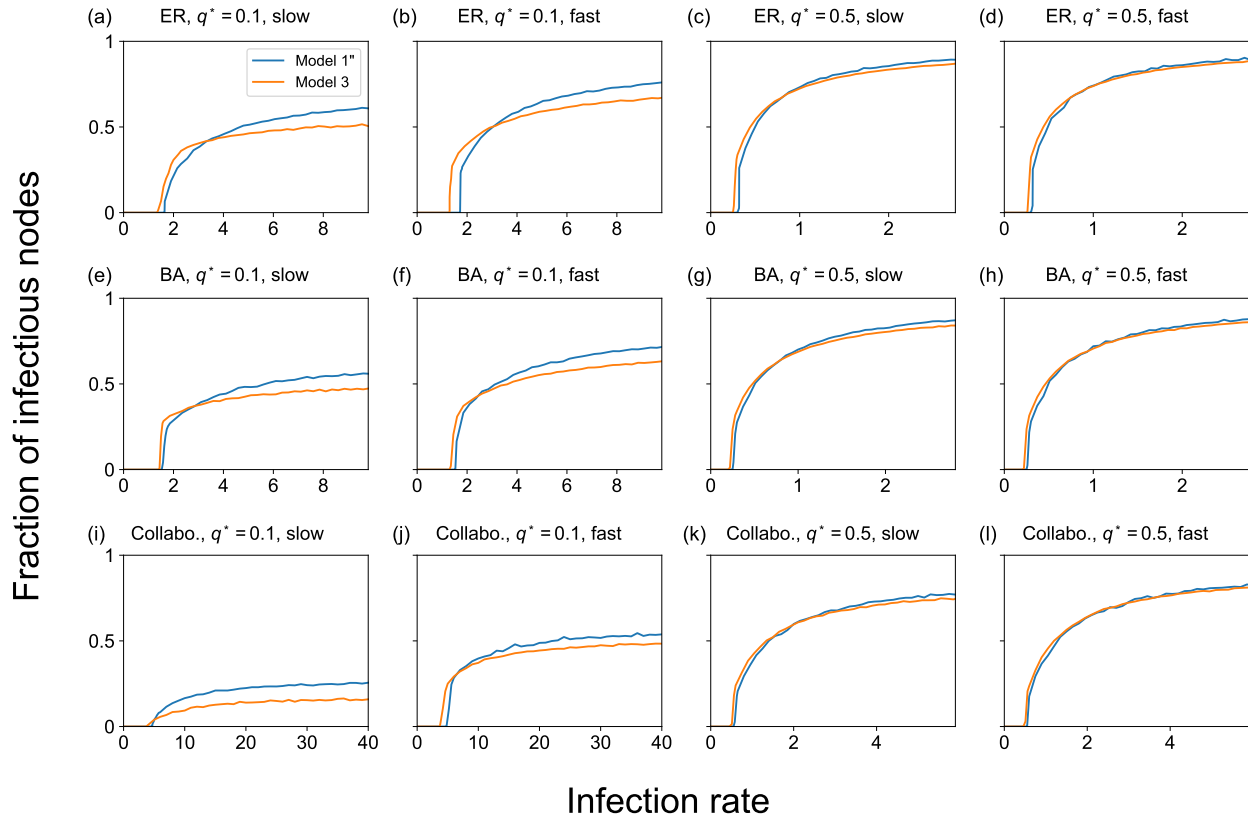 (a) ER, q* = 0.1, slow
(b) ER, q* = 0.1, fast
(c) ER, q* = 0.5, slow
(d) ER, q* = 0.5, fast
1
0.5
0
Model 1"
Model 3
0 2 4 6 8
0 2 4 6 8
0 1 2
0 1 2
(e) BA, q* = 0.1, slow
(f) BA, q* = 0.1, fast
(g) BA, q* = 0.5, slow
(h) BA, q* = 0.5, fast
1
0.5
0
0 2 4 6 8
0 2 4 6 8
0 1 2
0 1 2
(i) Collabo., q* = 0.1, slow
(j) Collabo., q* = 0.1, fast
(k) Collabo., q* = 0.5, slow
(l) Collabo., q* = 0.5, fast
1
0.5
0
0 10 20 30 40
0 10 20 30 40
0 2 4
0 2 4
Fraction of infectious nodes
Infection rate